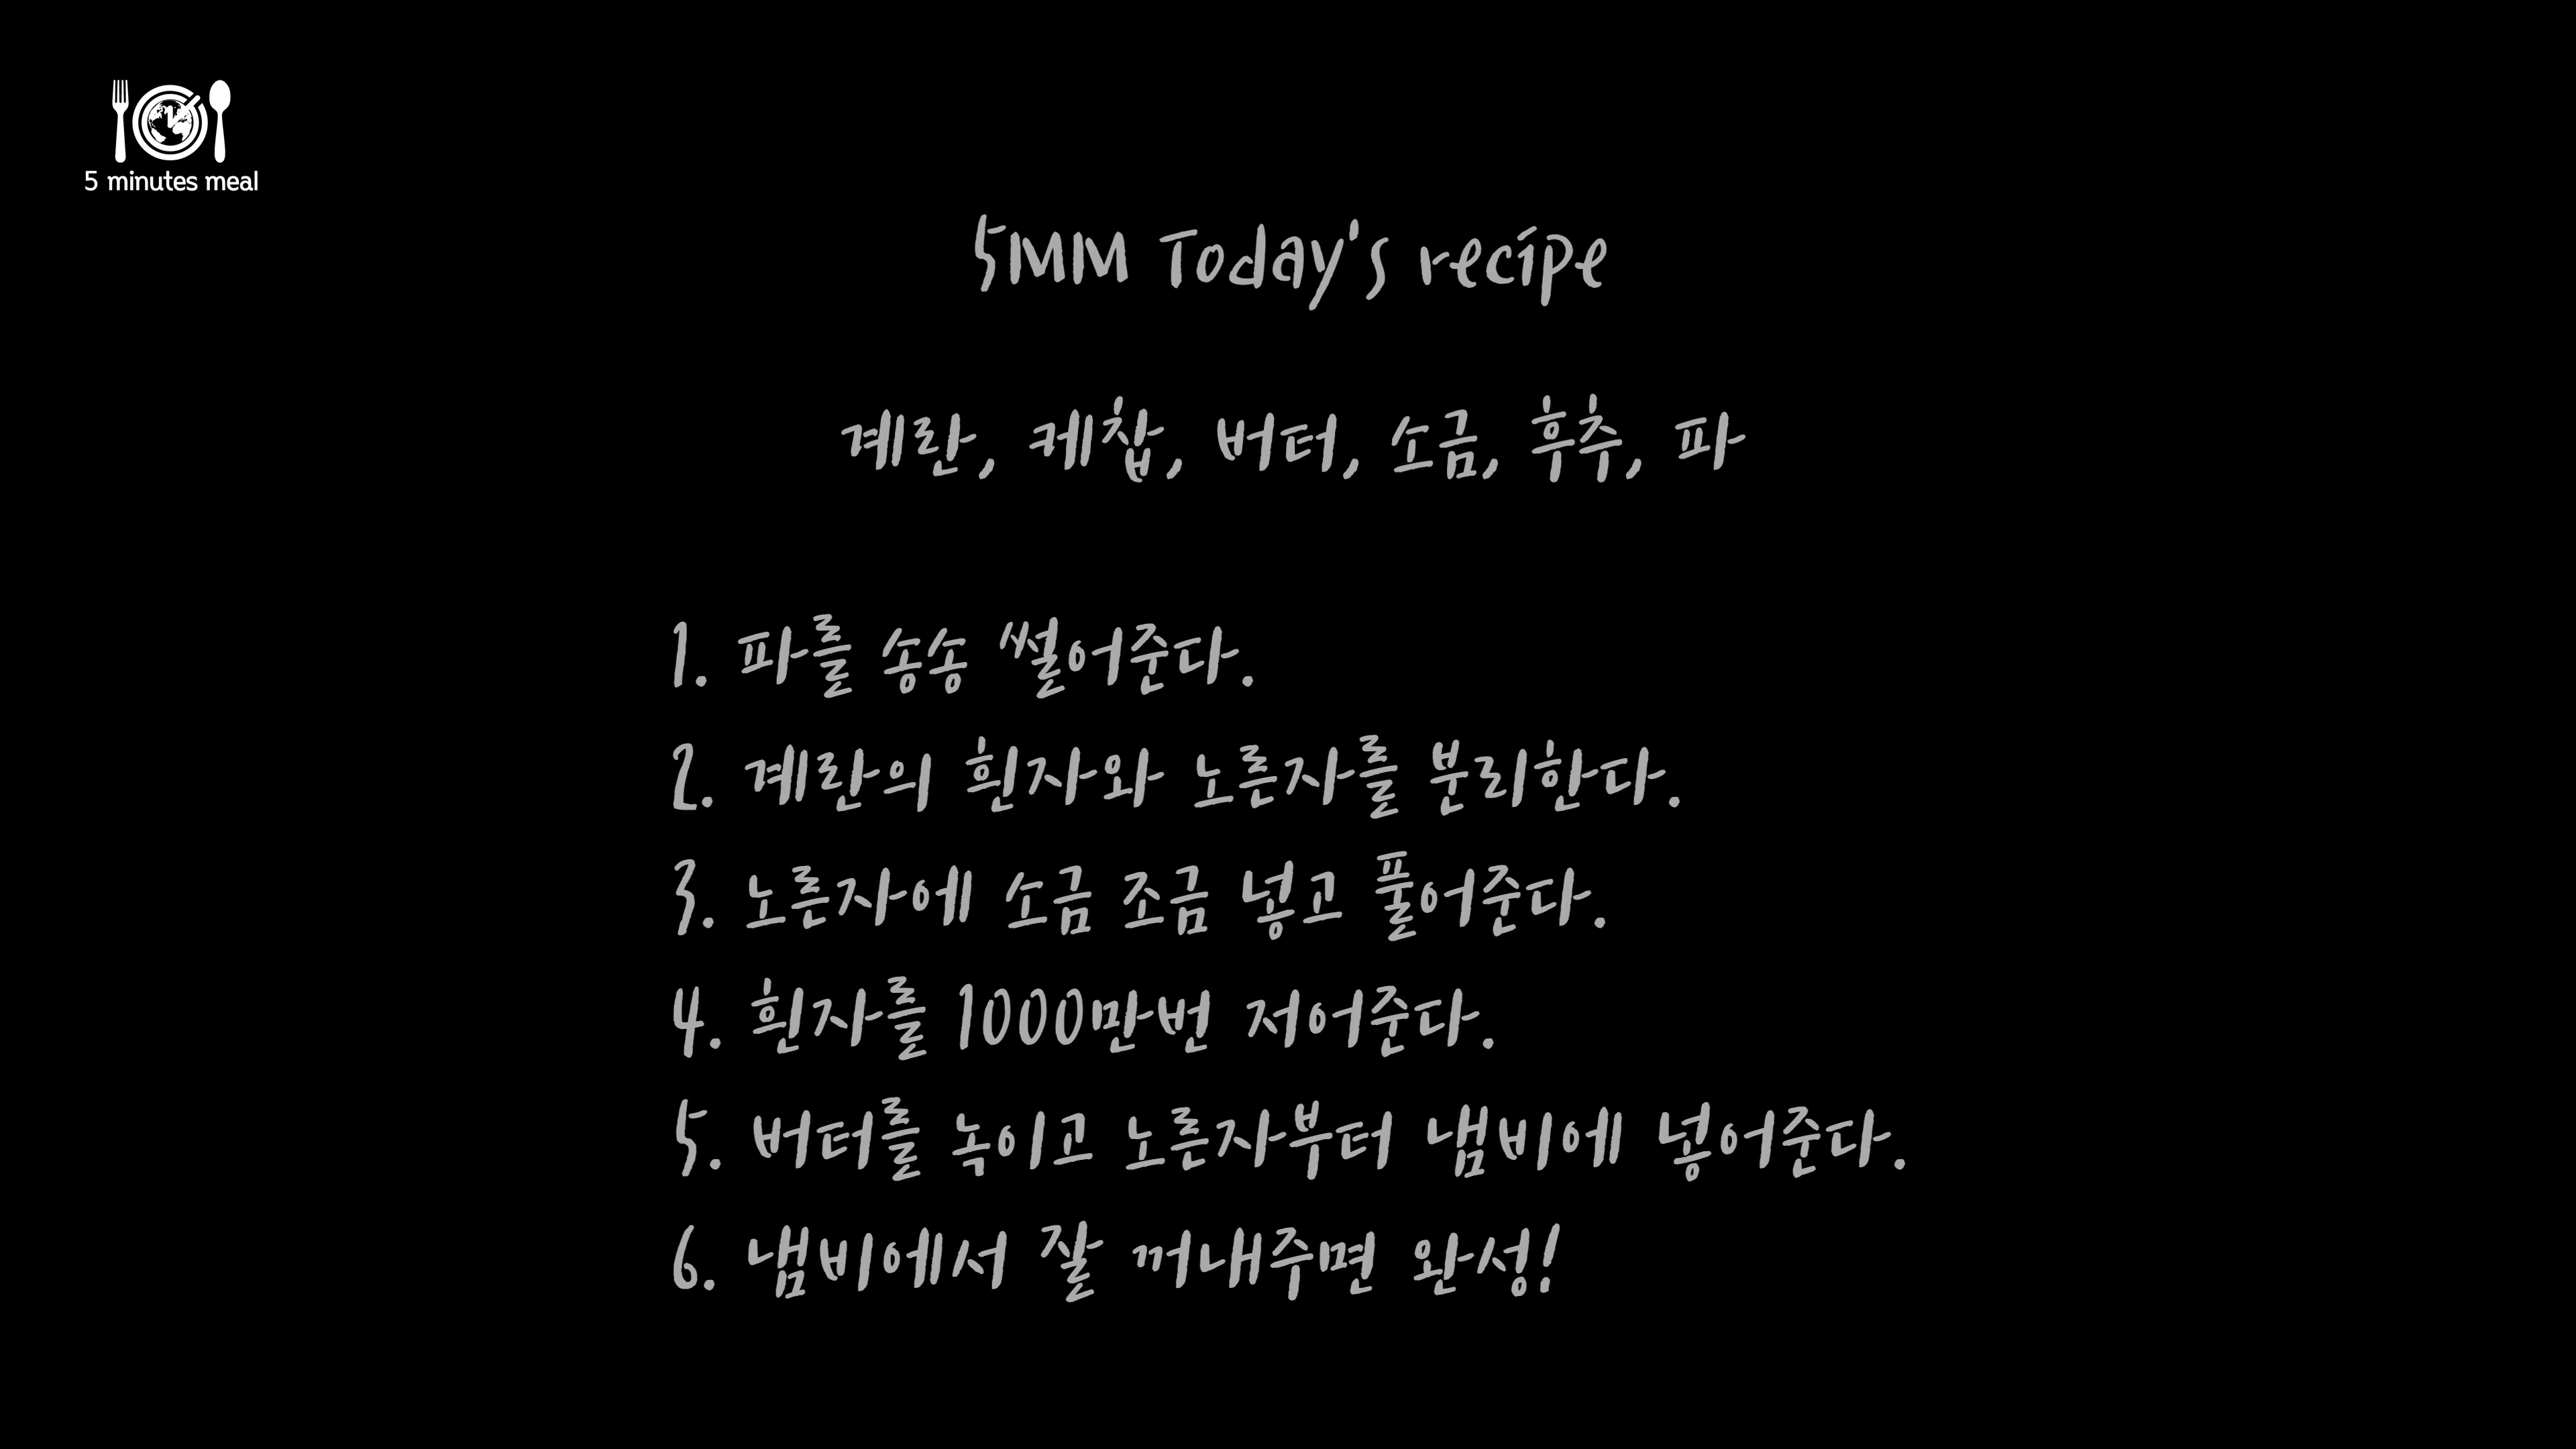 5 minutes meal
5MM Today's recipe
계란, 케찹, 버터, 소금, 후추, 파
1. 파를 송송 썰어준다.
2. 계란의 흰자와 노른자를 분리한다.
3. 노른자에 소금 조금 넣고 풀어준다.
4. 흰자를 1000만번 저어준다.
5. 버터를 녹이고 노른자부터 냄비에 넣어준다.
6. 냄비에서 잘 꺼내주면 완성!